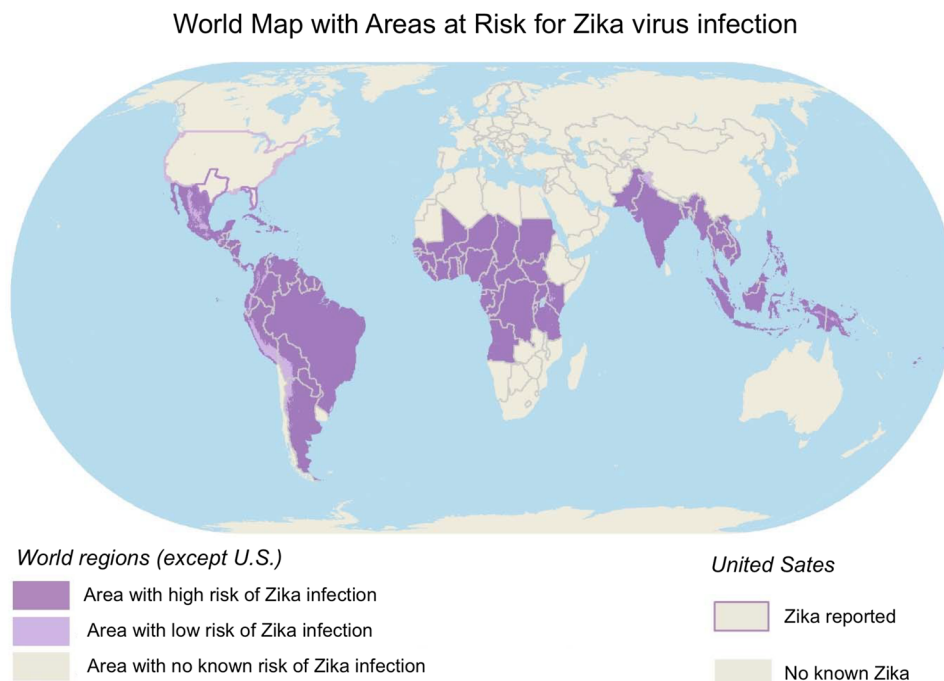 World Map with Areas at Risk for Zika virus infection
World regions (except U.S.)
Area with high risk of Zika infection
Area with low risk of Zika infection
Area with no known risk of Zika infection
United Sates
Zika reported
No known Zika